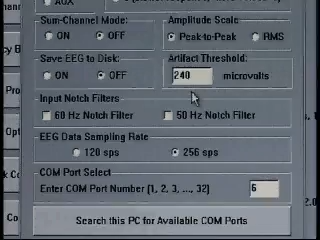 AUX
Sum-Channel Mode:
Amplitude Scale
ON OFF
Peak-to-Peak RMS
Save EEG to Disk:
Artifact Threshold:
ON OFF
240 microvolts
Input Notch Filters
60 Hz Notch Filter 50 Hz Notch Filter
EEG Data Sampling Rate
128 sps 256 sps
COM Port Select
Enter COM Port Number (1, 2, 3, ..., 32) 6
Search this PC for Available COM Ports